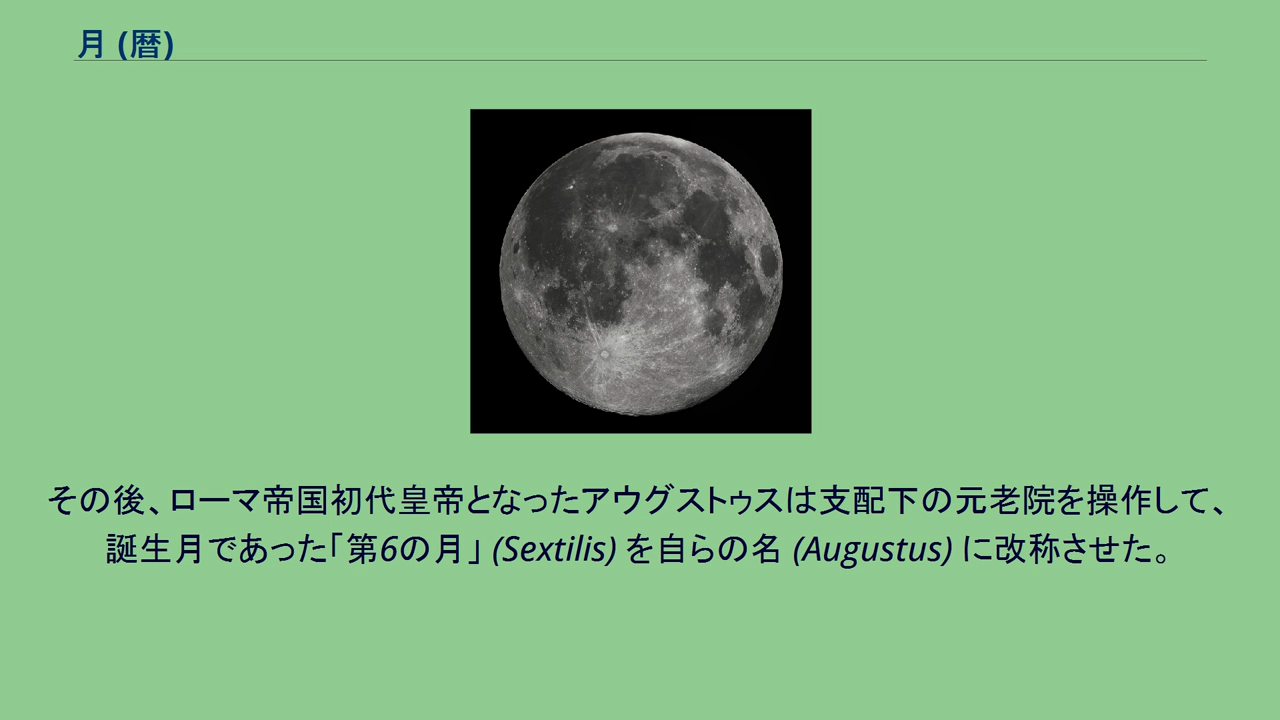 月 (暦)
その後、ローマ帝国初代皇帝となったアウグストゥスは支配下の元老院を操作して、
誕生月であった「第6の月」 (Sextilis) を自らの名 (Augustus) に改称させた。